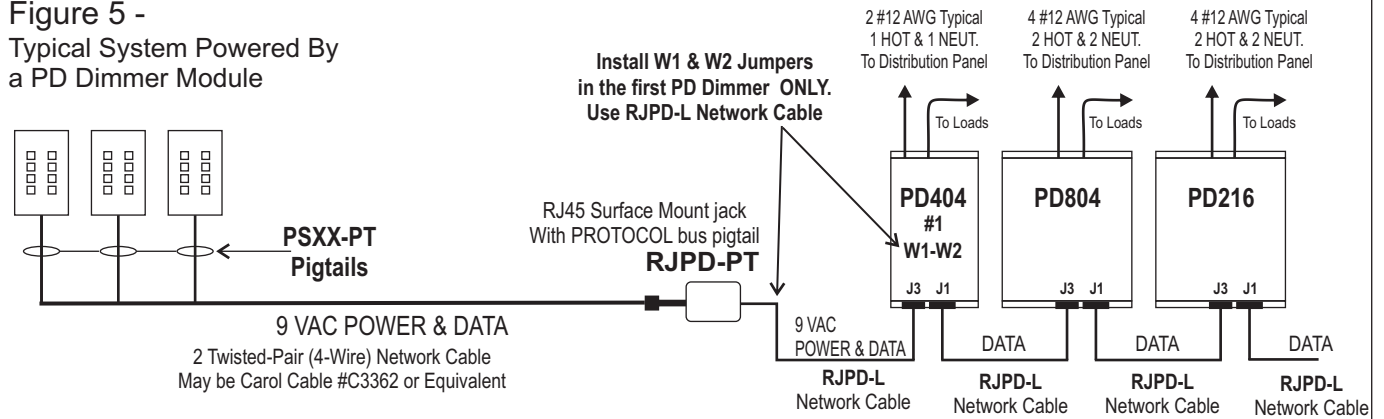 Figure 5 -
Typical System Powered By
a PD Dimmer Module
Install W1 & W2 Jumpers
in the first PD Dimmer ONLY.
Use RJPD-L Network Cable
2 #12 AWG Typical
1 HOT & 1 NEUT.
To Distribution Panel
4 #12 AWG Typical
2 HOT & 2 NEUT.
To Distribution Panel
4 #12 AWG Typical
2 HOT & 2 NEUT.
To Distribution Panel
To Loads
To Loads
To Loads
PSXX-PT
Pigtails
RJ45 Surface Mount jack
With PROTOCOL bus pigtail
RJPD-PT
PD404
#1
W1-W2
J3 J1
PD804
J3 J1
PD216
J3 J1
9 VAC POWER & DATA
2 Twisted-Pair (4-Wire) Network Cable
May be Carol Cable #C3362 or Equivalent
9 VAC
POWER & DATA
RJPD-L
Network Cable
DATA
RJPD-L
Network Cable
DATA
RJPD-L
Network Cable
DATA
RJPD-L
Network Cable